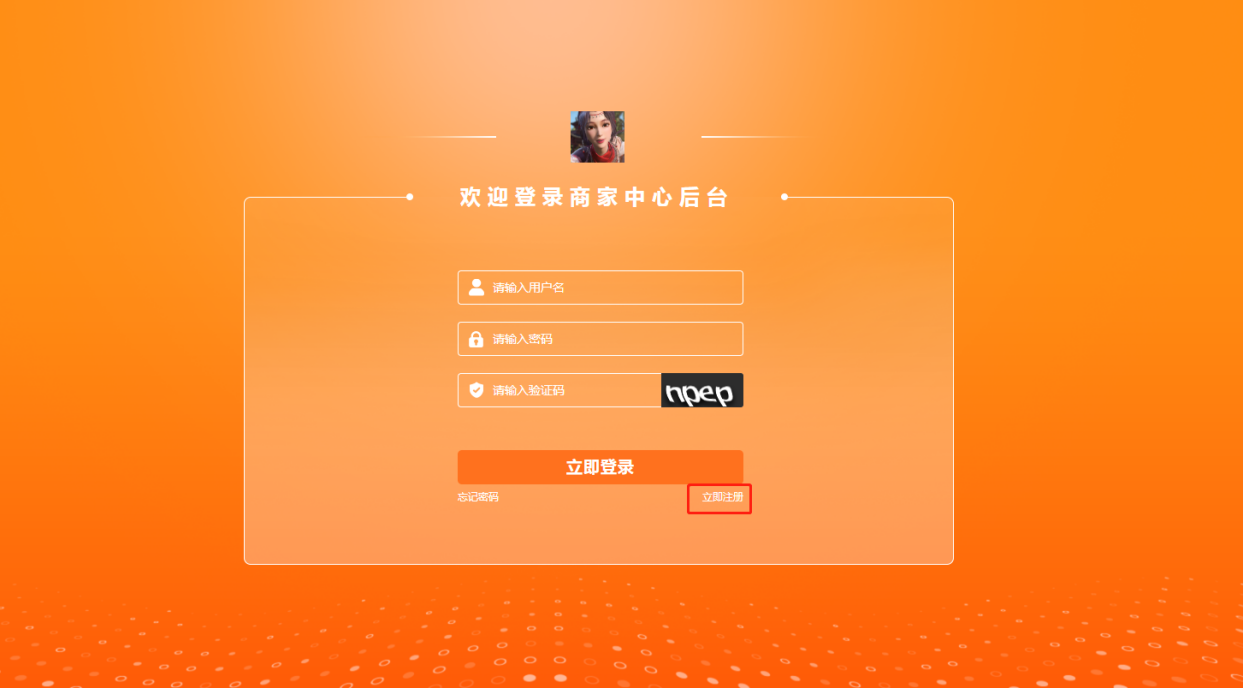 欢迎登录商家中心后台
请输入用户名
请输入密码
请输入验证码 npep
立即登录
忘记密码 立即注册